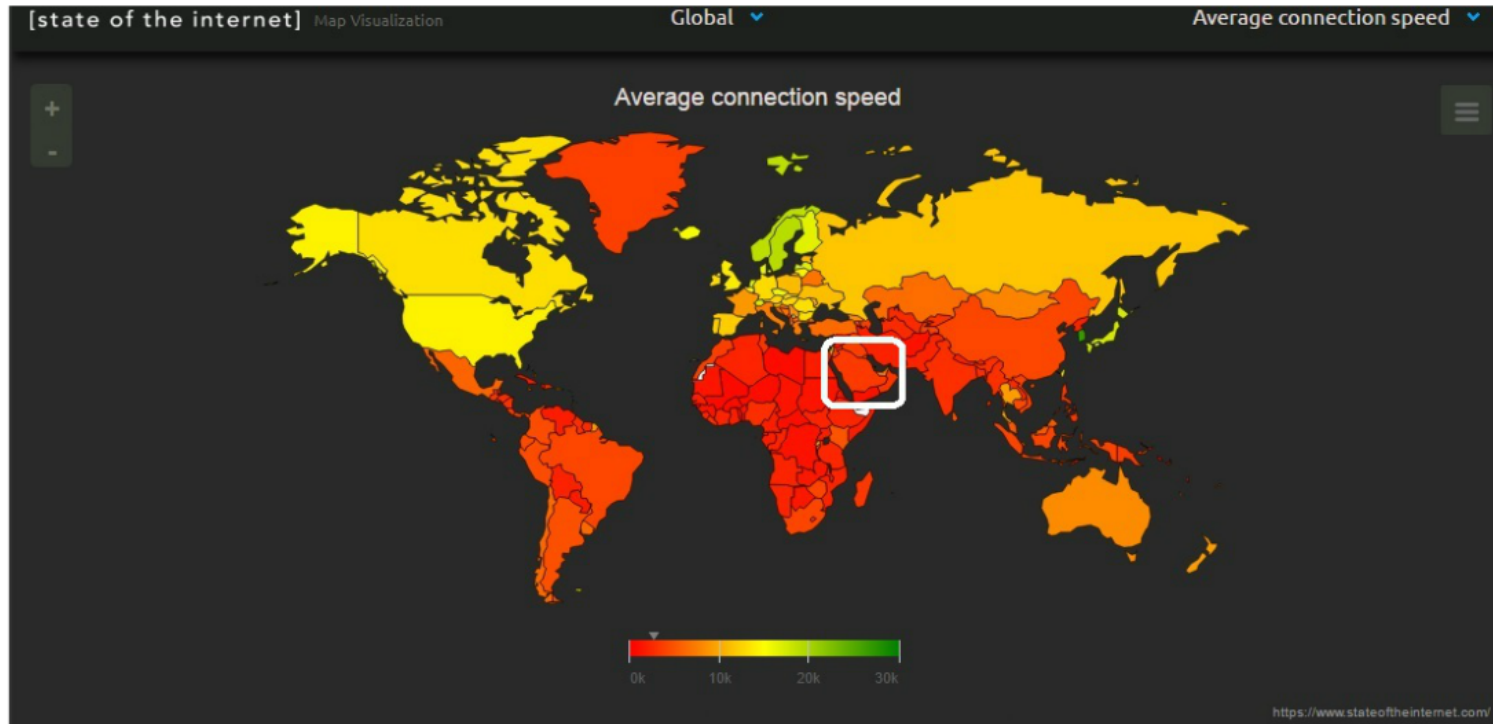 [state of the internet] Map Visualization
Global
Average connection speed
+
-
Average connection speed
0k 10k 20k 30k
https://www.stateoftheinternet.com/